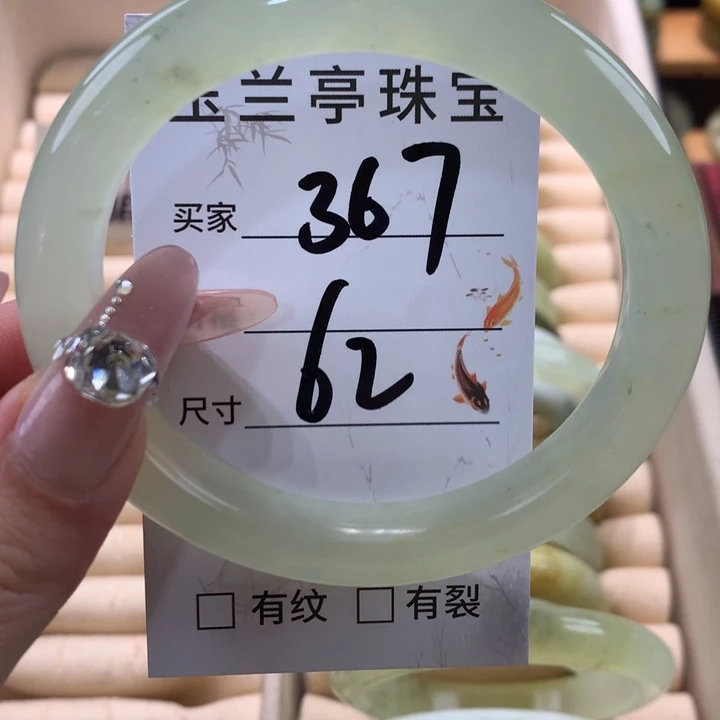 玉兰亭珠宝
买家 367
62
尺寸
□ 有纹 □ 有裂